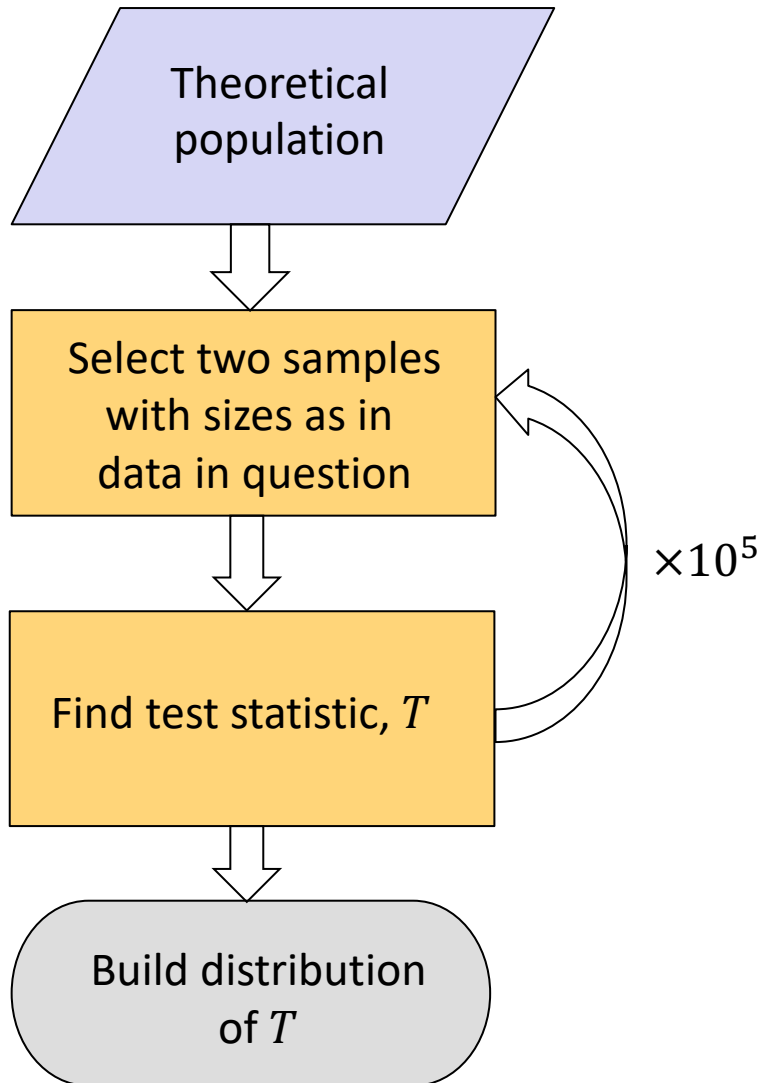 Theoretical
population
Select two samples
with sizes as in
data in question
×10⁵
Find test statistic, T
Build distribution
of T